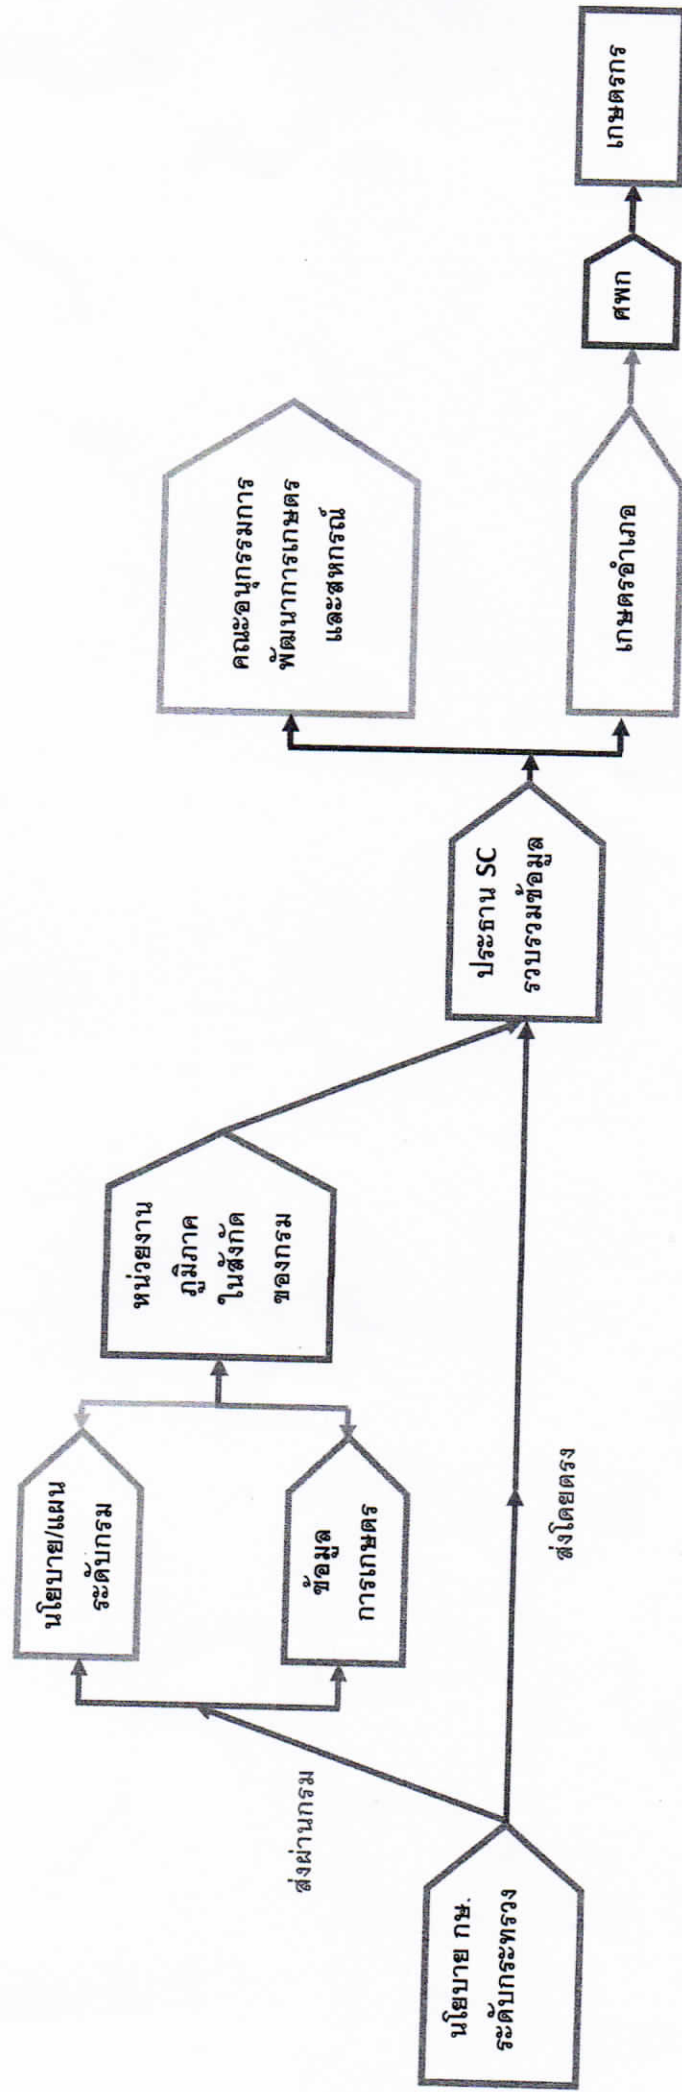 นโยบาย กษ.
ระดับกระทรวง
ส่งผ่านกรม
ส่งโดยตรง
นโยบาย/แผน
ระดับกรม
ข้อมูล
การเกษตร
หน่วยงาน
ภูมิภาค
ในสังกัด
ของกรม
ประธาน SC
รวบรวมข้อมูล
คณะอนุกรรมการ
พัฒนาการเกษตร
และสหกรณ์
เกษตรอำเภอ
ศพก
เกษตรกร